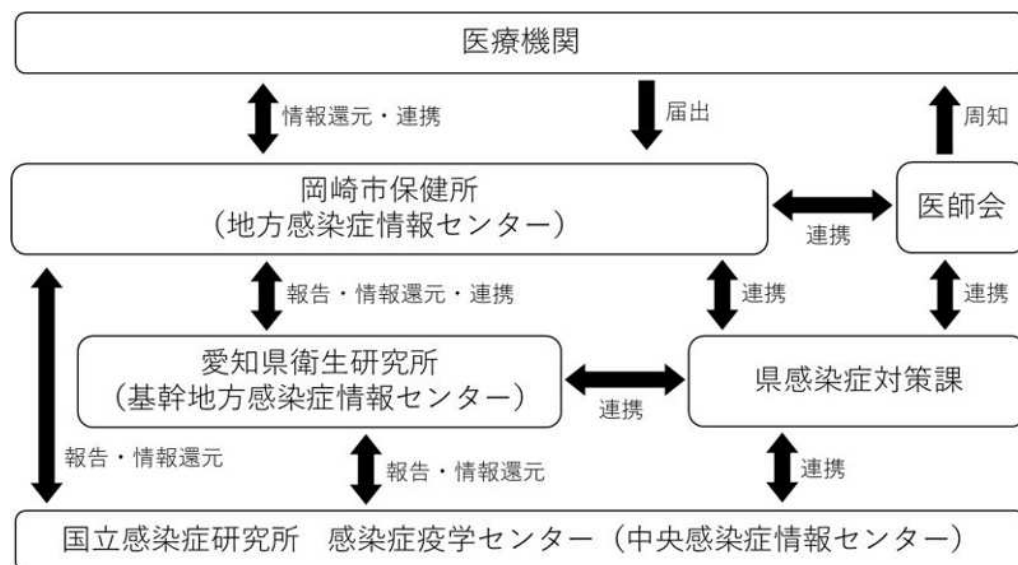 医療機関
情報還元・連携
届出
周知
岡崎市保健所
（地方感染症情報センター）
医師会
連携
報告・情報還元・連携
連携
連携
愛知県衛生研究所
（基幹地方感染症情報センター）
県感染症対策課
連携
報告・情報還元
報告・情報還元
連携
国立感染症研究所　感染症疫学センター（中央感染症情報センター）